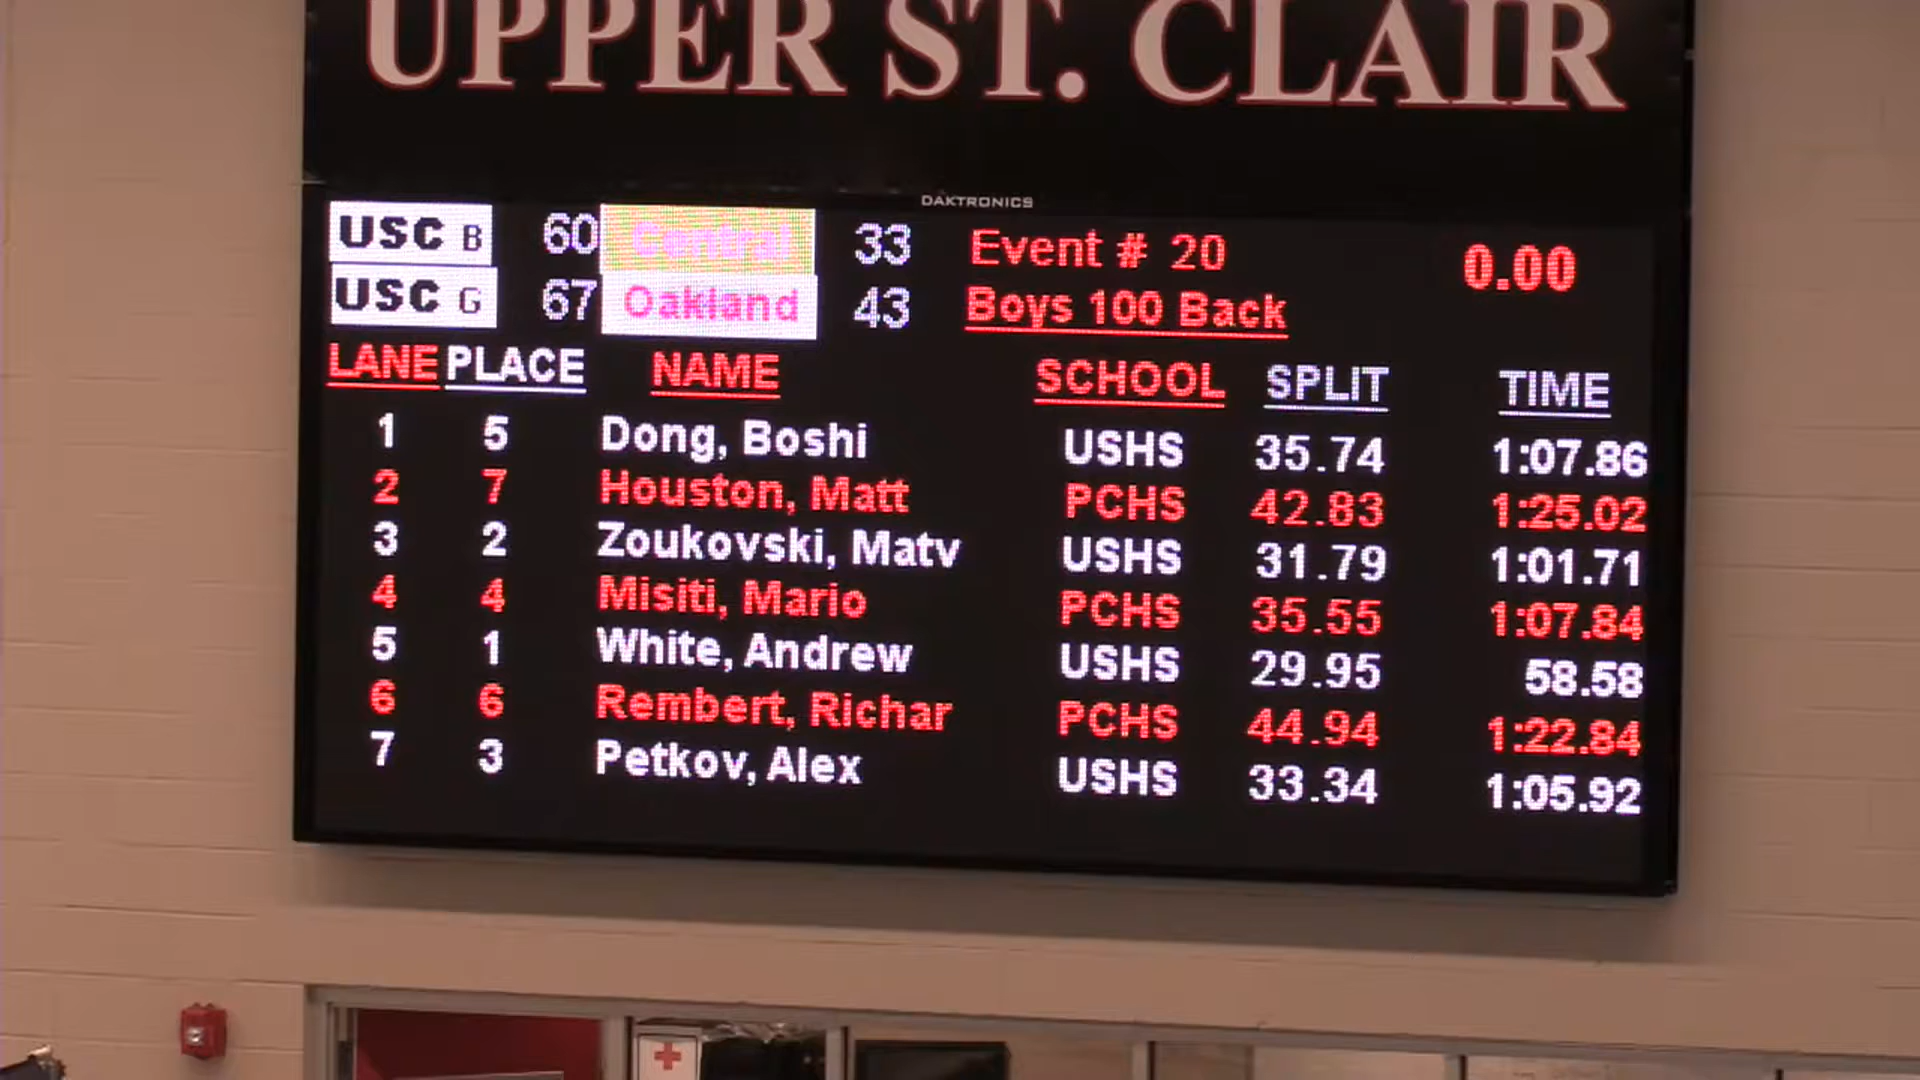 UPPER ST. CLAIR
DAKTRONICS
USC B 60 Central 33 Event # 20 0.00
USC G 67 Oakland 43 Boys 100 Back
LANE PLACE NAME SCHOOL SPLIT TIME
1 5 Dong, Boshi USHS 35.74 1:07.86
2 7 Houston, Matt PCHS 42.83 1:25.02
3 2 Zoukovski, Matv USHS 31.79 1:01.71
4 4 Misiti, Mario PCHS 35.55 1:07.84
5 1 White, Andrew USHS 29.95 58.58
6 6 Rembert, Richar PCHS 44.94 1:22.84
7 3 Petkov, Alex USHS 33.34 1:05.92